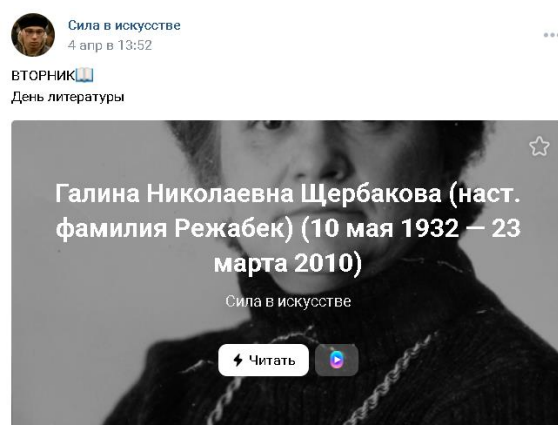 Сила в искусстве
4 апр в 13:52
ВТОРНИК📖
День литературы
Галина Николаевна Щербакова (наст.
фамилия Режабек) (10 мая 1932 — 23
марта 2010)
Сила в искусстве
Читать